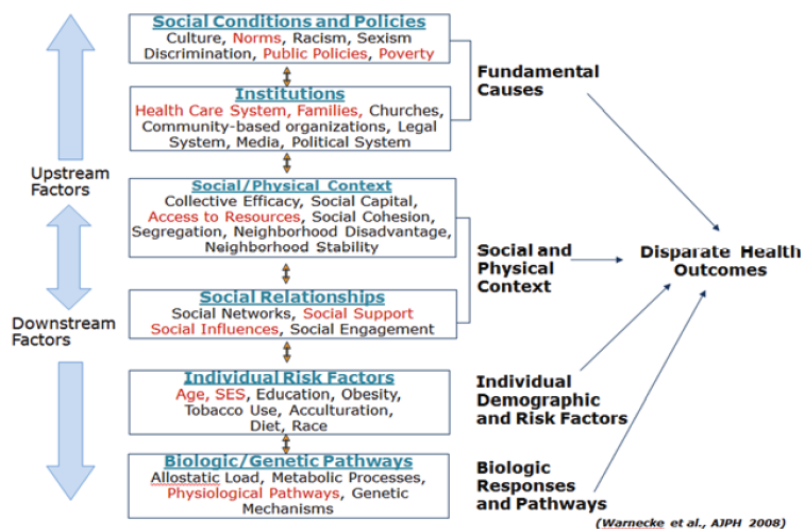 Social Conditions and Policies
Culture, Norms, Racism, Sexism
Discrimination, Public Policies, Poverty
Institutions
Health Care System, Families, Churches,
Community-based organizations, Legal
System, Media, Political System
Fundamental
Causes
Upstream
Factors
Social/Physical Context
Collective Efficacy, Social Capital,
Access to Resources, Social Cohesion,
Segregation, Neighborhood Disadvantage,
Neighborhood Stability
Social and
Physical
Context
Disparate Health
Outcomes
Downstream
Factors
Social Relationships
Social Networks, Social Support
Social Influences, Social Engagement
Individual Risk Factors
Age, SES, Education, Obesity,
Tobacco Use, Acculturation,
Diet, Race
Individual
Demographic
and Risk Factors
Biologic/Genetic Pathways
Allostatic Load, Metabolic Processes,
Physiological Pathways, Genetic
Mechanisms
Biologic
Responses
and Pathways
(Warnecke et al., AJPH 2008)